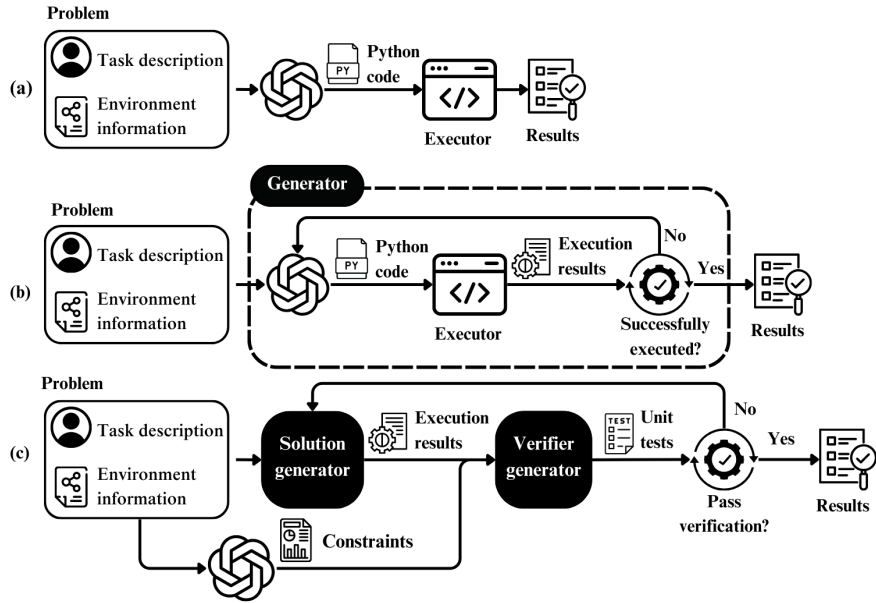 Problem
(a)
Task description
Environment
information
PY
Python
code
</>
Executor
Results
Generator
Problem
(b)
Task description
Environment
information
PY
Python
code
</>
Executor
Execution
results
No
Successfully
executed?
Yes
Results
Problem
(c)
Task description
Environment
information
Solution
generator
Execution
results
Verifier
generator
TEST
Unit
tests
No
Pass
verification?
Yes
Results
Constraints